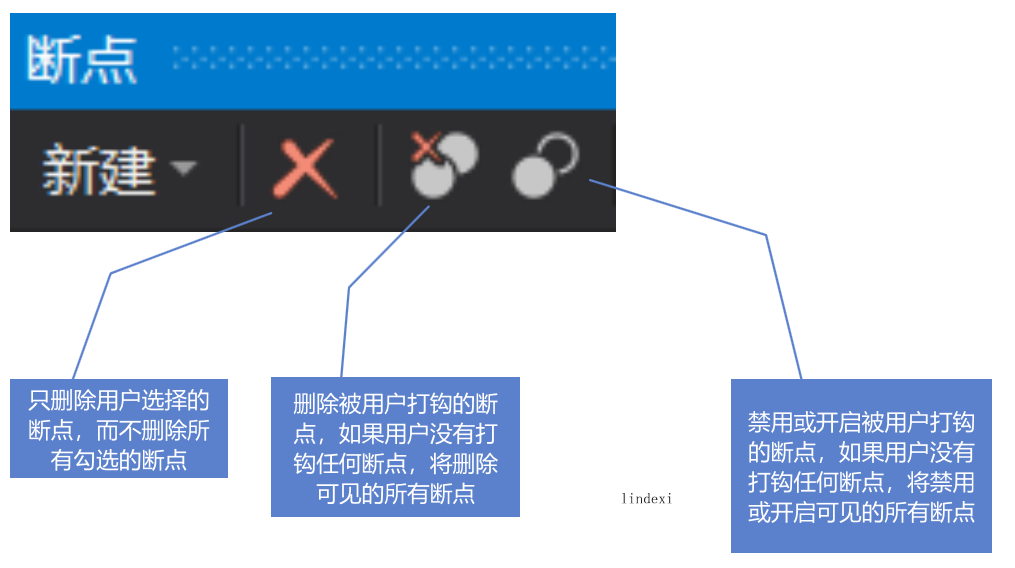 断点
新建
只删除用户选择的
断点，而不删除所
有勾选的断点
删除被用户打钩的断
点，如果用户没有打
钩任何断点，将删除
可见的所有断点
禁用或开启被用户打钩
的断点，如果用户没有
打钩任何断点，将禁用
或开启可见的所有断点
lindexi